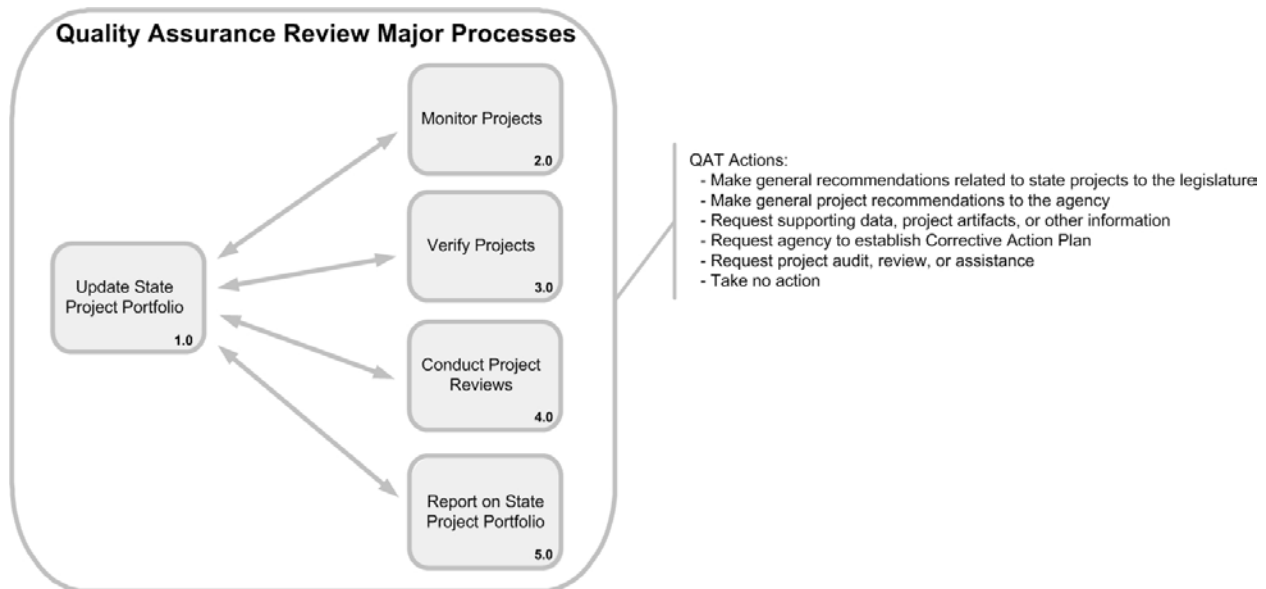 Quality Assurance Review Major Processes
Monitor Projects
2.0
Verify Projects
3.0
Update State
Project Portfolio
1.0
Conduct Project
Reviews
4.0
Report on State
Project Portfolio
5.0
QAT Actions:
- Make general recommendations related to state projects to the legislature
- Make general project recommendations to the agency
- Request supporting data, project artifacts, or other information
- Request agency to establish Corrective Action Plan
- Request project audit, review, or assistance
- Take no action